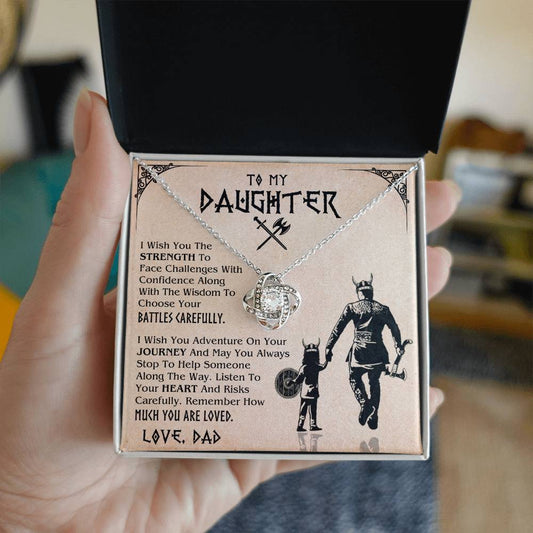 TO MY
DAUGHTER
I Wish You The
STRENGTH To
Face Challenges With
Confidence Along
With The Wisdom To
Choose Your
BATTLES CAREFULLY.
I Wish You Adventure On Your
JOURNEY And May You Always
Stop To Help Someone
Along The Way. Listen To
Your HEART And Risks
Carefully. Remember How
MUCH YOU ARE LOVED.
LOVE, DAD